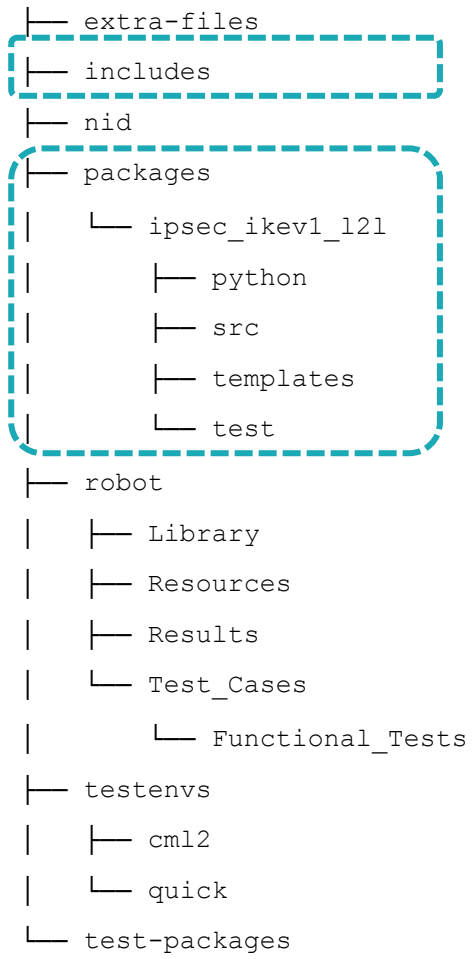 ├── extra-files
├── includes
├── nid
├── packages
│   └── ipsec_ikev1_l2l
│       ├── python
│       ├── src
│       ├── templates
│       └── test
├── robot
│   ├── Library
│   ├── Resources
│   ├── Results
│   └── Test_Cases
│       └── Functional_Tests
├── testenvs
│   ├── cml2
│   └── quick
└── test-packages